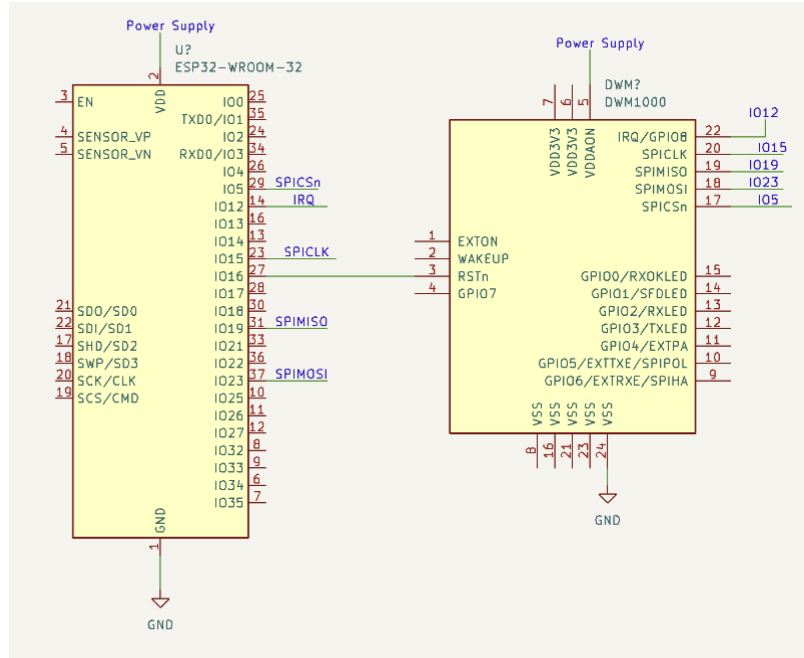 Power Supply
U?
ESP32-WROOM-32
2
VDD
3 EN
4 SENSOR_VP
5 SENSOR_VN
21 SDO/SD0
22 SDI/SD1
17 SHD/SD2
18 SWP/SD3
20 SCK/CLK
19 SCS/CMD
IO0 25
TXD0/IO1 35
IO2 24
RXD0/IO3 34
IO4 26
IO5 29 SPICSn
IO12 14 IRQ
IO13 16
IO14 13
IO15 23 SPICLK
IO16 27
IO17 28
IO18 30
IO19 31 SPIMISO
IO21 33
IO22 36
IO23 37 SPIMOSI
IO25 10
IO26 11
IO27 12
IO32 8
IO33 9
IO34 6
IO35 7
GND
1
GND
Power Supply
DWM?
DWM1000
7 6 5
VDD3V3 VDD3V3 VDDAON
IO12
IRQ/GPIO8 22
SPICLK 20 IO15
SPIMISO 19 IO19
SPIMOSI 18 IO23
SPICSn 17 IO5
1 EXTON
2 WAKEUP
3 RSTn
4 GPIO7
GPIO0/RXOKLED 15
GPIO1/SFDLED 14
GPIO2/RXLED 13
GPIO3/TXLED 12
GPIO4/EXTPA 11
GPIO5/EXTTXE/SPIPOL 10
GPIO6/EXTRXE/SPIHA 9
VSS VSS VSS VSS VSS
8 16 21 23 24
GND